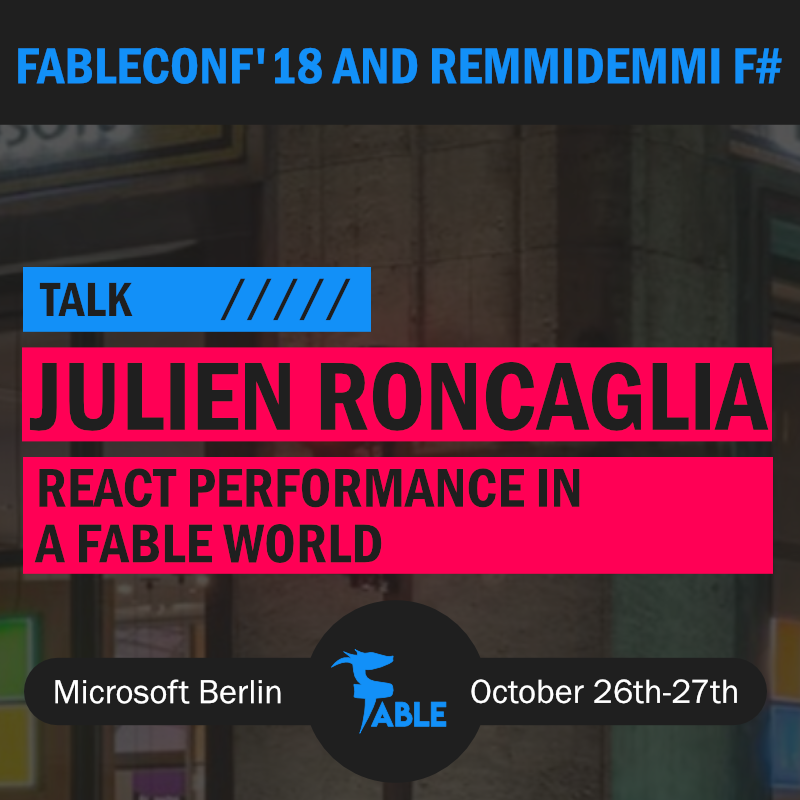 FABLECONF'18 AND REMMIDEMMI F#
TALK /////
JULIEN RONCAGLIA
REACT PERFORMANCE IN
A FABLE WORLD
Microsoft Berlin
FABLE
October 26th-27th